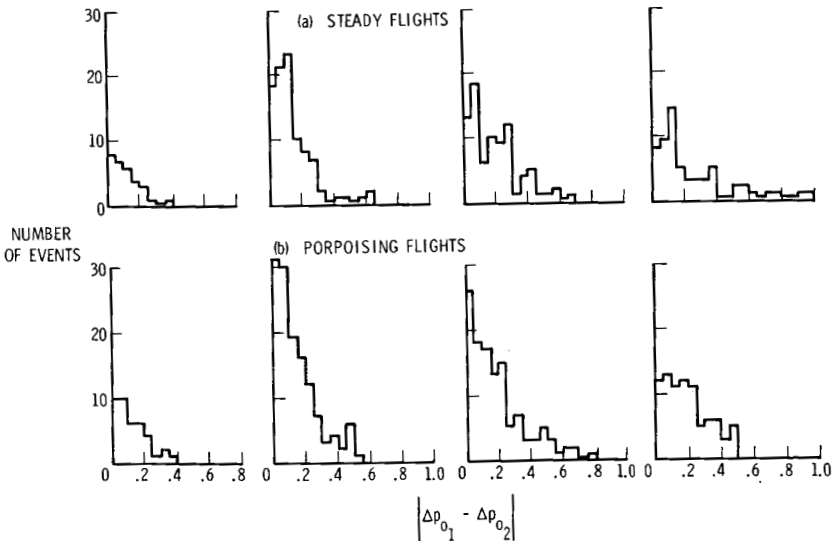 (a) STEADY FLIGHTS
30
20
10
0
NUMBER
OF EVENTS
(b) PORPOISING FLIGHTS
30
20
10
0 .2 .4 .6 .8 0 .2 .4 .6 .8 1.0 0 .2 .4 .6 .8 1.0 0 .2 .4 .6 .8 1.0
|Δp₀₁ - Δp₀₂|